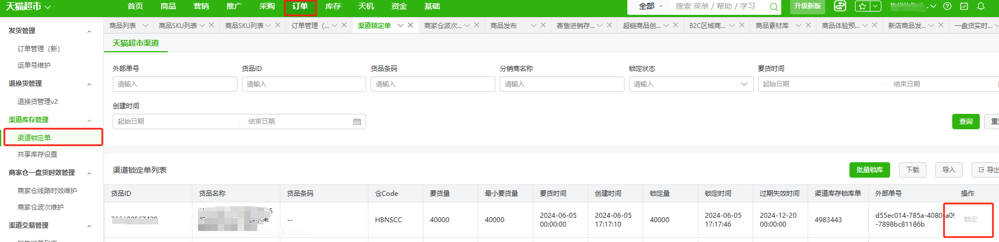 天猫超市 首页 商品 营销 推广 采购 订单 库存 天机 资金 基础 全部 搜索 菜单 / 帮助 / 学习 升级新版
商品列表 商品SKU列表 商品SKU列表 订单管理（... 渠道锁定单 商家仓波次... 商品发布 寄售进销存... 超链商品创... B2C区域商... 商品素材库 商品体验预... 新店商品发... 一盘货实时...
发货管理
订单管理（新）
运单号维护
退换货管理
退换货管理v2
渠道库存管理
渠道锁定单
共享库存设置
商家仓一盘货时效管理
商家仓线路时效维护
商家仓波次维护
渠道交易管理
天猫超市渠道
外部单号 货品ID 货品条码 分销商名称 锁定状态 要货时间
请输入 请输入 请输入 请输入 请输入 起始日期 - 结束日期
创建时间
起始日期 - 结束日期 查询
渠道锁定单列表 批量锁库 下载 导入 导出
货品ID 货品名称 货品条码 仓Code 要货量 最小要货量 要货时间 创建时间 锁定量 锁定时间 过期失效时间 渠道库存锁库单 外部单号 操作
-- HBNSCC 40000 40000 2024-06-05 00:00:00 2024-06-05 17:17:10 40000 2024-06-05 17:17:46 2024-12-20 00:00:00 4983443 d55ec014-785a-4080-a09 -7898bc81186b 锁定